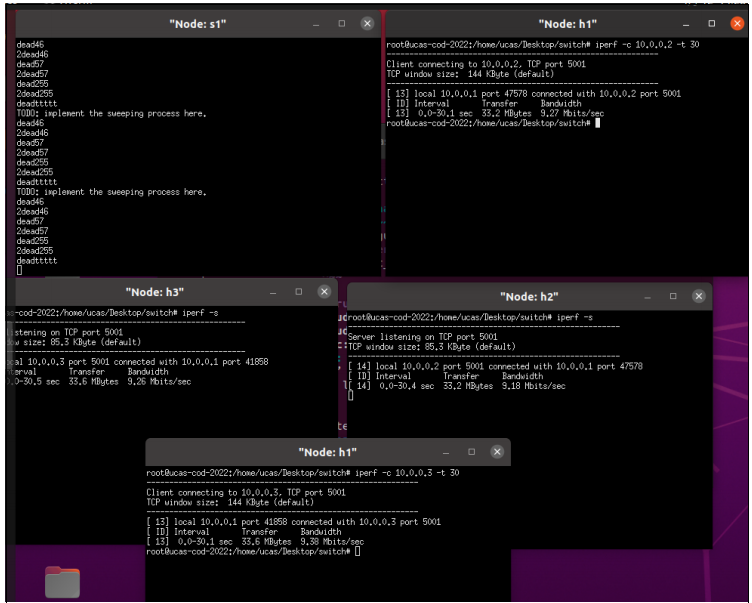 "Node: s1"
dead46
2dead46
dead57
2dead57
dead255
2dead255
deadttttt
TODO: implement the sweeping process here.
dead46
2dead46
dead57
2dead57
dead255
2dead255
deadttttt
TODO: implement the sweeping process here.
dead46
2dead46
dead57
2dead57
dead255
2dead255
deadttttt
"Node: h1"
root@ucas-cod-2022:/home/ucas/Desktop/switch# iperf -c 10.0.0.2 -t 30
------------------------------------------------------------
Client connecting to 10.0.0.2, TCP port 5001
TCP window size: 144 KByte (default)
------------------------------------------------------------
[ 13] local 10.0.0.1 port 47578 connected with 10.0.0.2 port 5001
[ ID] Interval Transfer Bandwidth
[ 13] 0.0-30.1 sec 33.2 MBytes 9.27 Mbits/sec
root@ucas-cod-2022:/home/ucas/Desktop/switch#
"Node: h3"
as-cod-2022:/home/ucas/Desktop/switch# iperf -s
------------------------------------------------------------
istening on TCP port 5001
ow size: 85.3 KByte (default)
------------------------------------------------------------
ocal 10.0.0.3 port 5001 connected with 10.0.0.1 port 41858
terval Transfer Bandwidth
0.0-30.5 sec 33.6 MBytes 9.26 Mbits/sec
"Node: h2"
root@ucas-cod-2022:/home/ucas/Desktop/switch# iperf -s
------------------------------------------------------------
Server listening on TCP port 5001
TCP window size: 85.3 KByte (default)
------------------------------------------------------------
[ 14] local 10.0.0.2 port 5001 connected with 10.0.0.1 port 47578
[ ID] Interval Transfer Bandwidth
[ 14] 0.0-30.4 sec 33.2 MBytes 9.18 Mbits/sec
"Node: h1"
root@ucas-cod-2022:/home/ucas/Desktop/switch# iperf -c 10.0.0.3 -t 30
------------------------------------------------------------
Client connecting to 10.0.0.3, TCP port 5001
TCP window size: 144 KByte (default)
------------------------------------------------------------
[ 13] local 10.0.0.1 port 41858 connected with 10.0.0.3 port 5001
[ ID] Interval Transfer Bandwidth
[ 13] 0.0-30.1 sec 33.6 MBytes 9.38 Mbits/sec
root@ucas-cod-2022:/home/ucas/Desktop/switch#